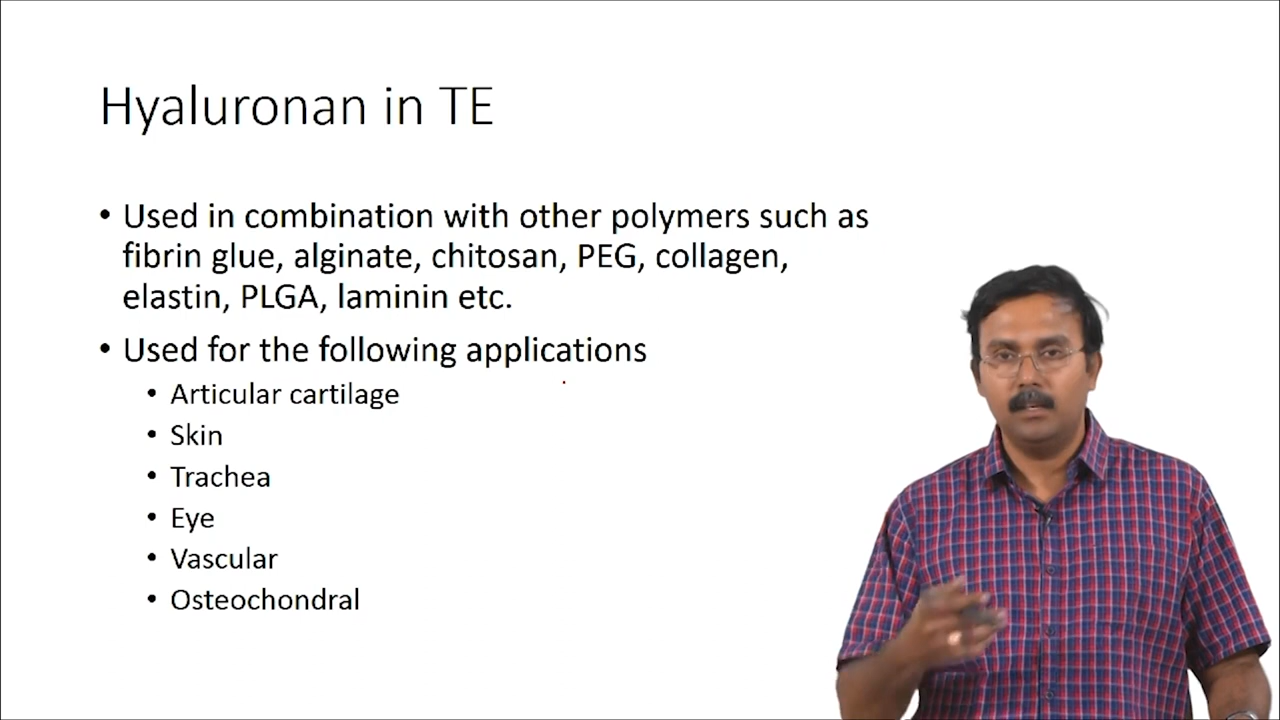 Hyaluronan in TE
• Used in combination with other polymers such as
fibrin glue, alginate, chitosan, PEG, collagen,
elastin, PLGA, laminin etc.
• Used for the following applications
• Articular cartilage
• Skin
• Trachea
• Eye
• Vascular
• Osteochondral